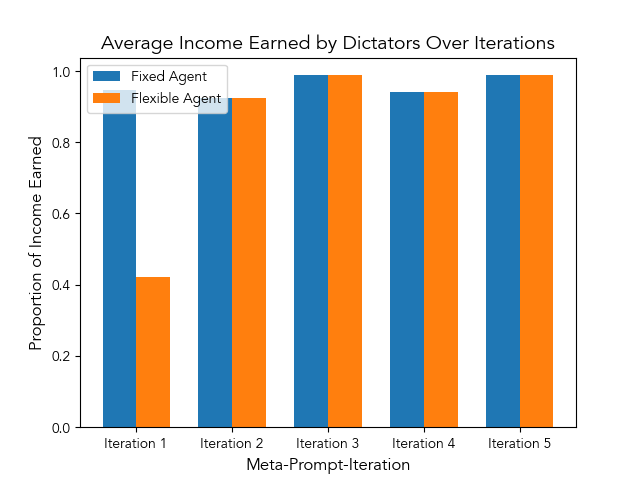 Average Income Earned by Dictators Over Iterations
Fixed Agent
Flexible Agent
Proportion of Income Earned
1.0
0.8
0.6
0.4
0.2
0.0
Iteration 1
Iteration 2
Iteration 3
Iteration 4
Iteration 5
Meta-Prompt-Iteration